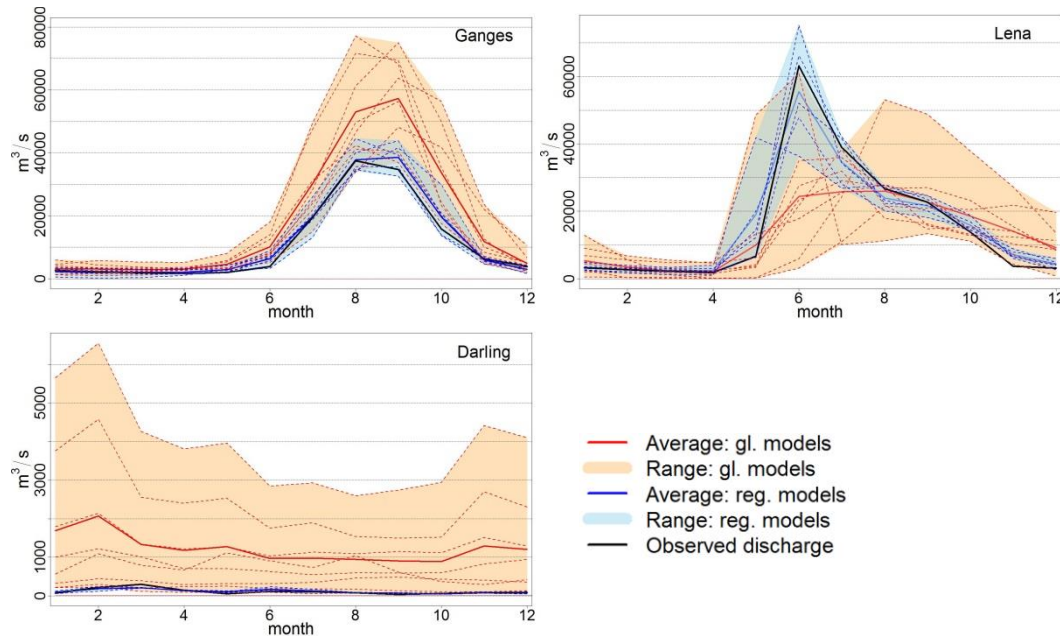 Ganges
80000
60000
40000
20000
0
m³/s
2 4 6 8 10 12
month
Lena
60000
40000
20000
0
m³/s
2 4 6 8 10 12
month
Darling
5000
3000
1000
0
m³/s
2 4 6 8 10 12
month
Average: gl. models
Range: gl. models
Average: reg. models
Range: reg. models
Observed discharge